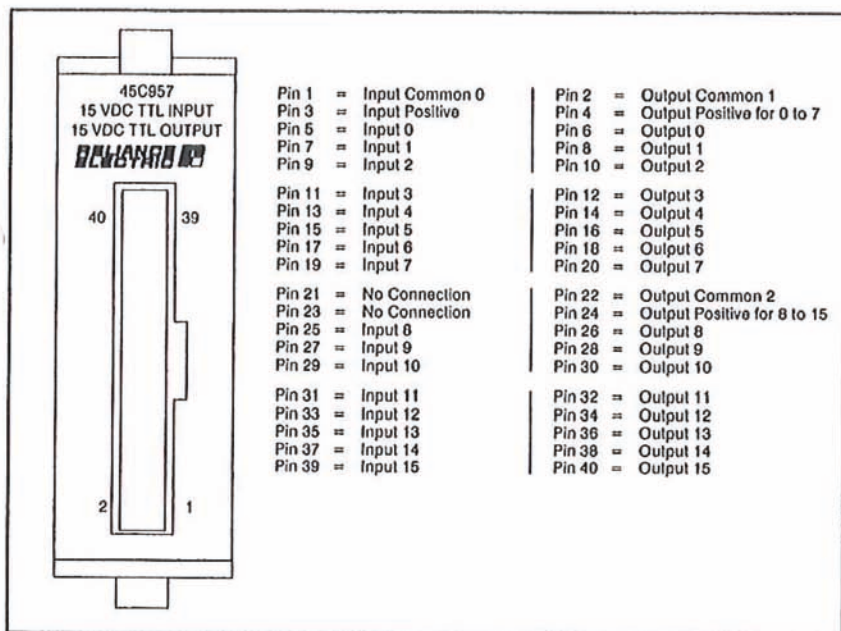 45C957
15 VDC TTL INPUT
15 VDC TTL OUTPUT
RELIANCE
ELECTRIC
40 39
2 1
Pin 1 = Input Common 0
Pin 3 = Input Positive
Pin 5 = Input 0
Pin 7 = Input 1
Pin 9 = Input 2
Pin 11 = Input 3
Pin 13 = Input 4
Pin 15 = Input 5
Pin 17 = Input 6
Pin 19 = Input 7
Pin 21 = No Connection
Pin 23 = No Connection
Pin 25 = Input 8
Pin 27 = Input 9
Pin 29 = Input 10
Pin 31 = Input 11
Pin 33 = Input 12
Pin 35 = Input 13
Pin 37 = Input 14
Pin 39 = Input 15
Pin 2 = Output Common 1
Pin 4 = Output Positive for 0 to 7
Pin 6 = Output 0
Pin 8 = Output 1
Pin 10 = Output 2
Pin 12 = Output 3
Pin 14 = Output 4
Pin 16 = Output 5
Pin 18 = Output 6
Pin 20 = Output 7
Pin 22 = Output Common 2
Pin 24 = Output Positive for 8 to 15
Pin 26 = Output 8
Pin 28 = Output 9
Pin 30 = Output 10
Pin 32 = Output 11
Pin 34 = Output 12
Pin 36 = Output 13
Pin 38 = Output 14
Pin 40 = Output 15